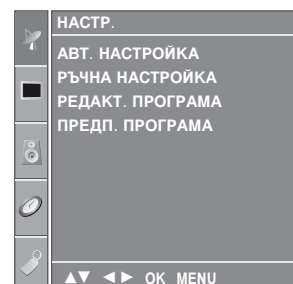 НАСТР.
АВТ. НАСТРОЙКА
РЪЧНА НАСТРОЙКА
РЕДАКТ. ПРОГРАМА
ПРЕДП. ПРОГРАМА
▲▼ ◄► OK MENU